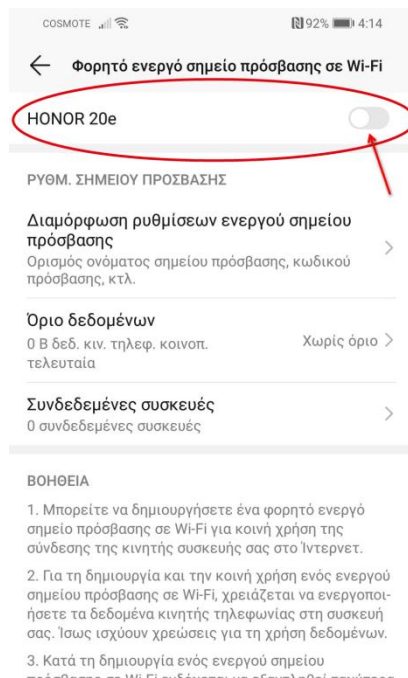 COSMOTE 92% 4:14
Φορητό ενεργό σημείο πρόσβασης σε Wi-Fi
HONOR 20e
ΡΥΘΜ. ΣΗΜΕΙΟΥ ΠΡΟΣΒΑΣΗΣ
Διαμόρφωση ρυθμίσεων ενεργού σημείου
πρόσβασης
Ορισμός ονόματος σημείου πρόσβασης, κωδικού
πρόσβασης, κτλ.
Όριο δεδομένων
0 B δεδ. κιν. τηλεφ. κοινοπ. Χωρίς όριο
τελευταία
Συνδεδεμένες συσκευές
0 συνδεδεμένες συσκευές
ΒΟΗΘΕΙΑ
1. Μπορείτε να δημιουργήσετε ένα φορητό ενεργό
σημείο πρόσβασης σε Wi-Fi για κοινή χρήση της
σύνδεσης της κινητής συσκευής σας στο Ίντερνετ.
2. Για τη δημιουργία και την κοινή χρήση ενός ενεργού
σημείου πρόσβασης σε Wi-Fi, χρειάζεται να ενεργοποι-
ήσετε τα δεδομένα κινητής τηλεφωνίας στη συσκευή
σας. Ίσως ισχύουν χρεώσεις για τη χρήση δεδομένων.
3. Κατά τη δημιουργία ενός ενεργού σημείου